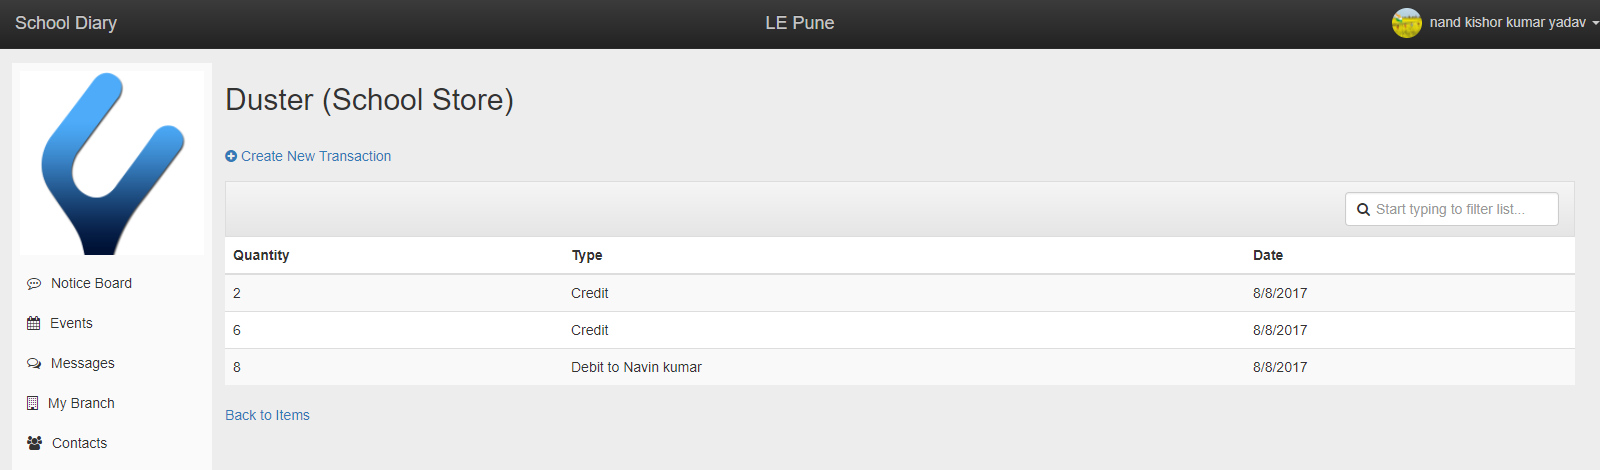 School Diary LE Pune nand kishor kumar yadav
Duster (School Store)
Create New Transaction
Start typing to filter list...
Quantity Type Date
2 Credit 8/8/2017
6 Credit 8/8/2017
8 Debit to Navin kumar 8/8/2017
Back to Items
Notice Board
Events
Messages
My Branch
Contacts